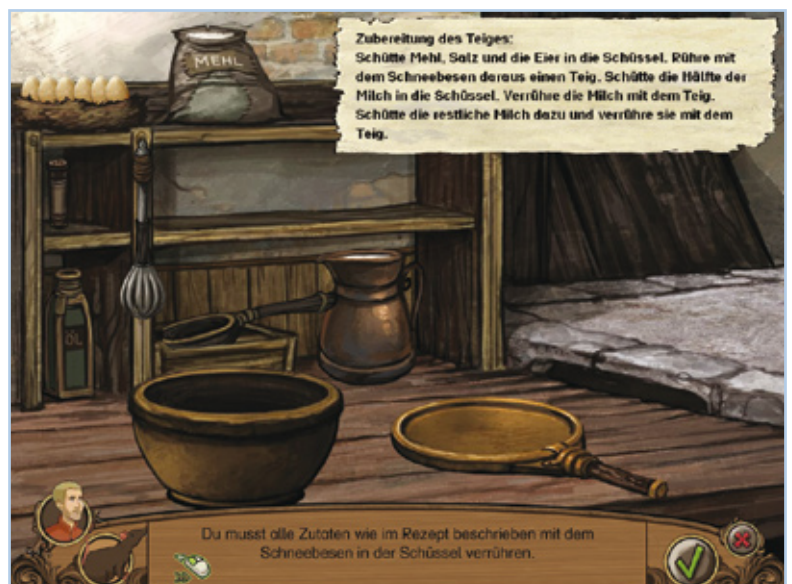 Zubereitung des Teiges:
Schütte Mehl, Salz und die Eier in die Schüssel. Rühre mit
dem Schneebesen daraus einen Teig. Schütte die Hälfte der
Milch in die Schüssel. Verrühre die Milch mit dem Teig.
Schütte die restliche Milch dazu und verrühre sie mit dem
Teig.
MEHL
ÖL
Du musst alle Zutaten wie im Rezept beschrieben mit dem
Schneebesen in der Schüssel verrühren.